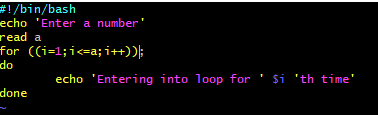 #!/bin/bash
echo 'Enter a number'
read a
for ((i=1;i<=a;i++));
do
        echo 'Entering into loop for ' $i 'th time'
done
~